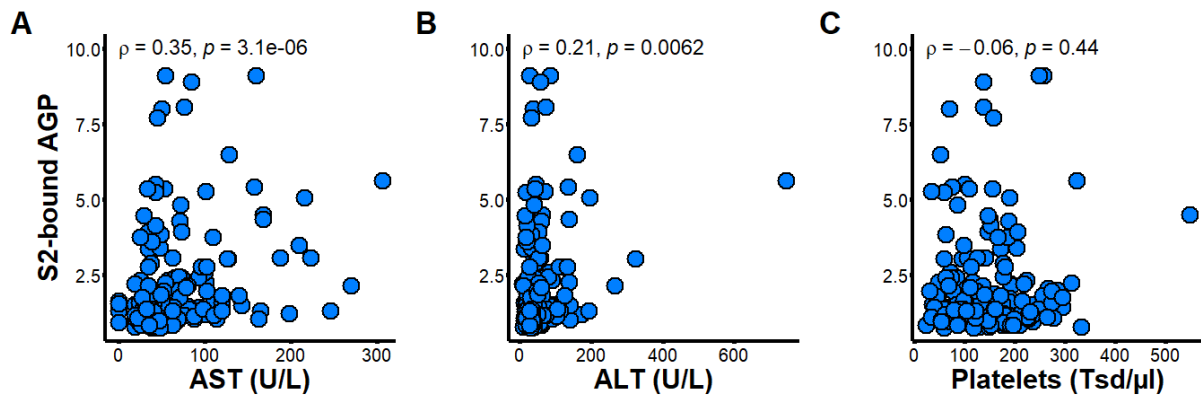 A
B
C
ρ = 0.35, p = 3.1e-06
ρ = 0.21, p = 0.0062
ρ = −0.06, p = 0.44
S2-bound AGP
10.0
7.5
5.0
2.5
10.0
7.5
5.0
2.5
10.0
7.5
5.0
2.5
0 100 200 300
0 200 400 600
0 100 200 300 400 500
AST (U/L)
ALT (U/L)
Platelets (Tsd/µl)